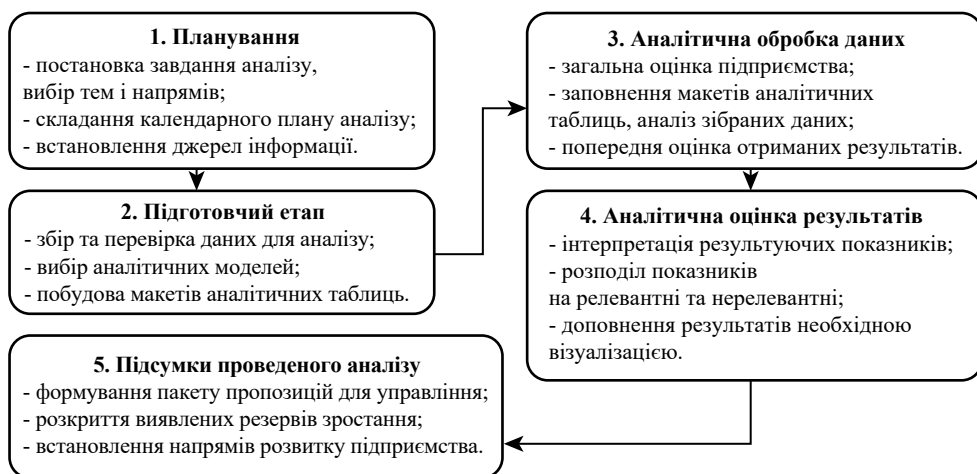 1. Планування
- постановка завдання аналізу,
вибір тем і напрямів;
- складання календарного плану аналізу;
- встановлення джерел інформації.
2. Підготовчий етап
- збір та перевірка даних для аналізу;
- вибір аналітичних моделей;
- побудова макетів аналітичних таблиць.
3. Аналітична обробка даних
- загальна оцінка підприємства;
- заповнення макетів аналітичних
таблиць, аналіз зібраних даних;
- попередня оцінка отриманих результатів.
4. Аналітична оцінка результатів
- інтерпретація результуючих показників;
- розподіл показників
на релевантні та нерелевантні;
- доповнення результатів необхідною
візуалізацією.
5. Підсумки проведеного аналізу
- формування пакету пропозицій для управління;
- розкриття виявлених резервів зростання;
- встановлення напрямів розвитку підприємства.